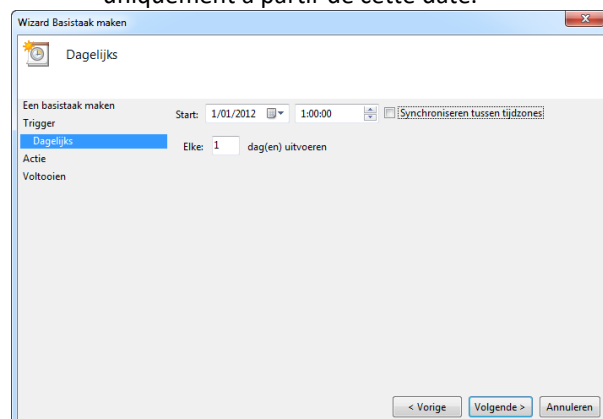 uniquement à partir de cette date.
Wizard Basistaak maken
Dagelijks
Een basistaak maken
Trigger
Dagelijks
Actie
Voltooien
Start: 1/01/2012 1:00:00 Synchroniseren tussen tijdzones
Elke: 1 dag(en) uitvoeren
< Vorige Volgende > Annuleren